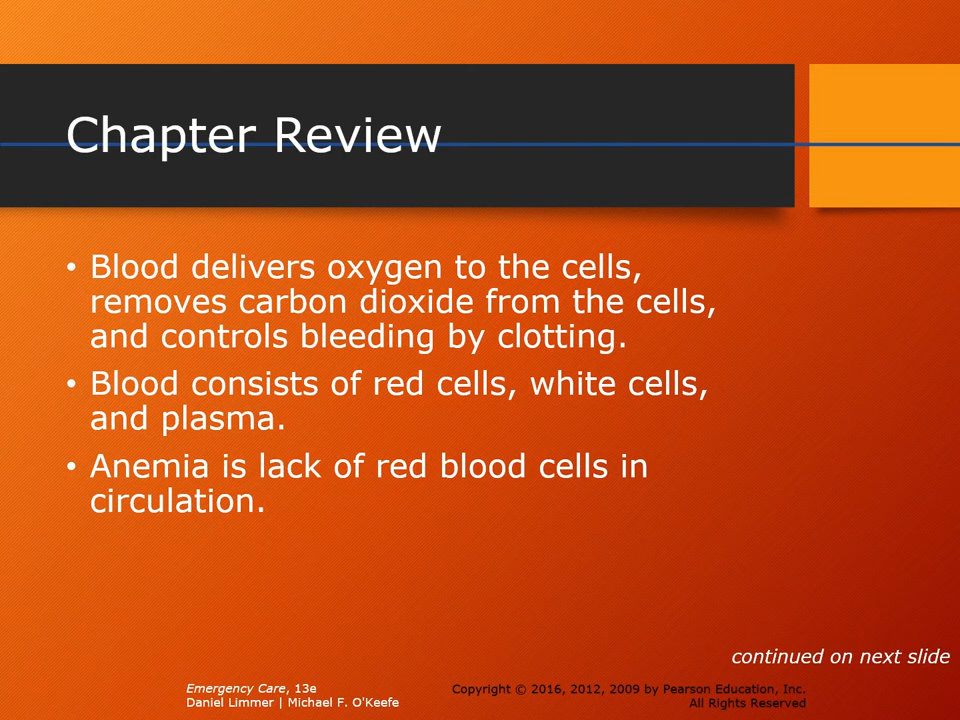 Chapter Review
• Blood delivers oxygen to the cells,
removes carbon dioxide from the cells,
and controls bleeding by clotting.
• Blood consists of red cells, white cells,
and plasma.
• Anemia is lack of red blood cells in
circulation.
continued on next slide
Emergency Care, 13e
Daniel Limmer | Michael F. O'Keefe
Copyright © 2016, 2012, 2009 by Pearson Education, Inc.
All Rights Reserved